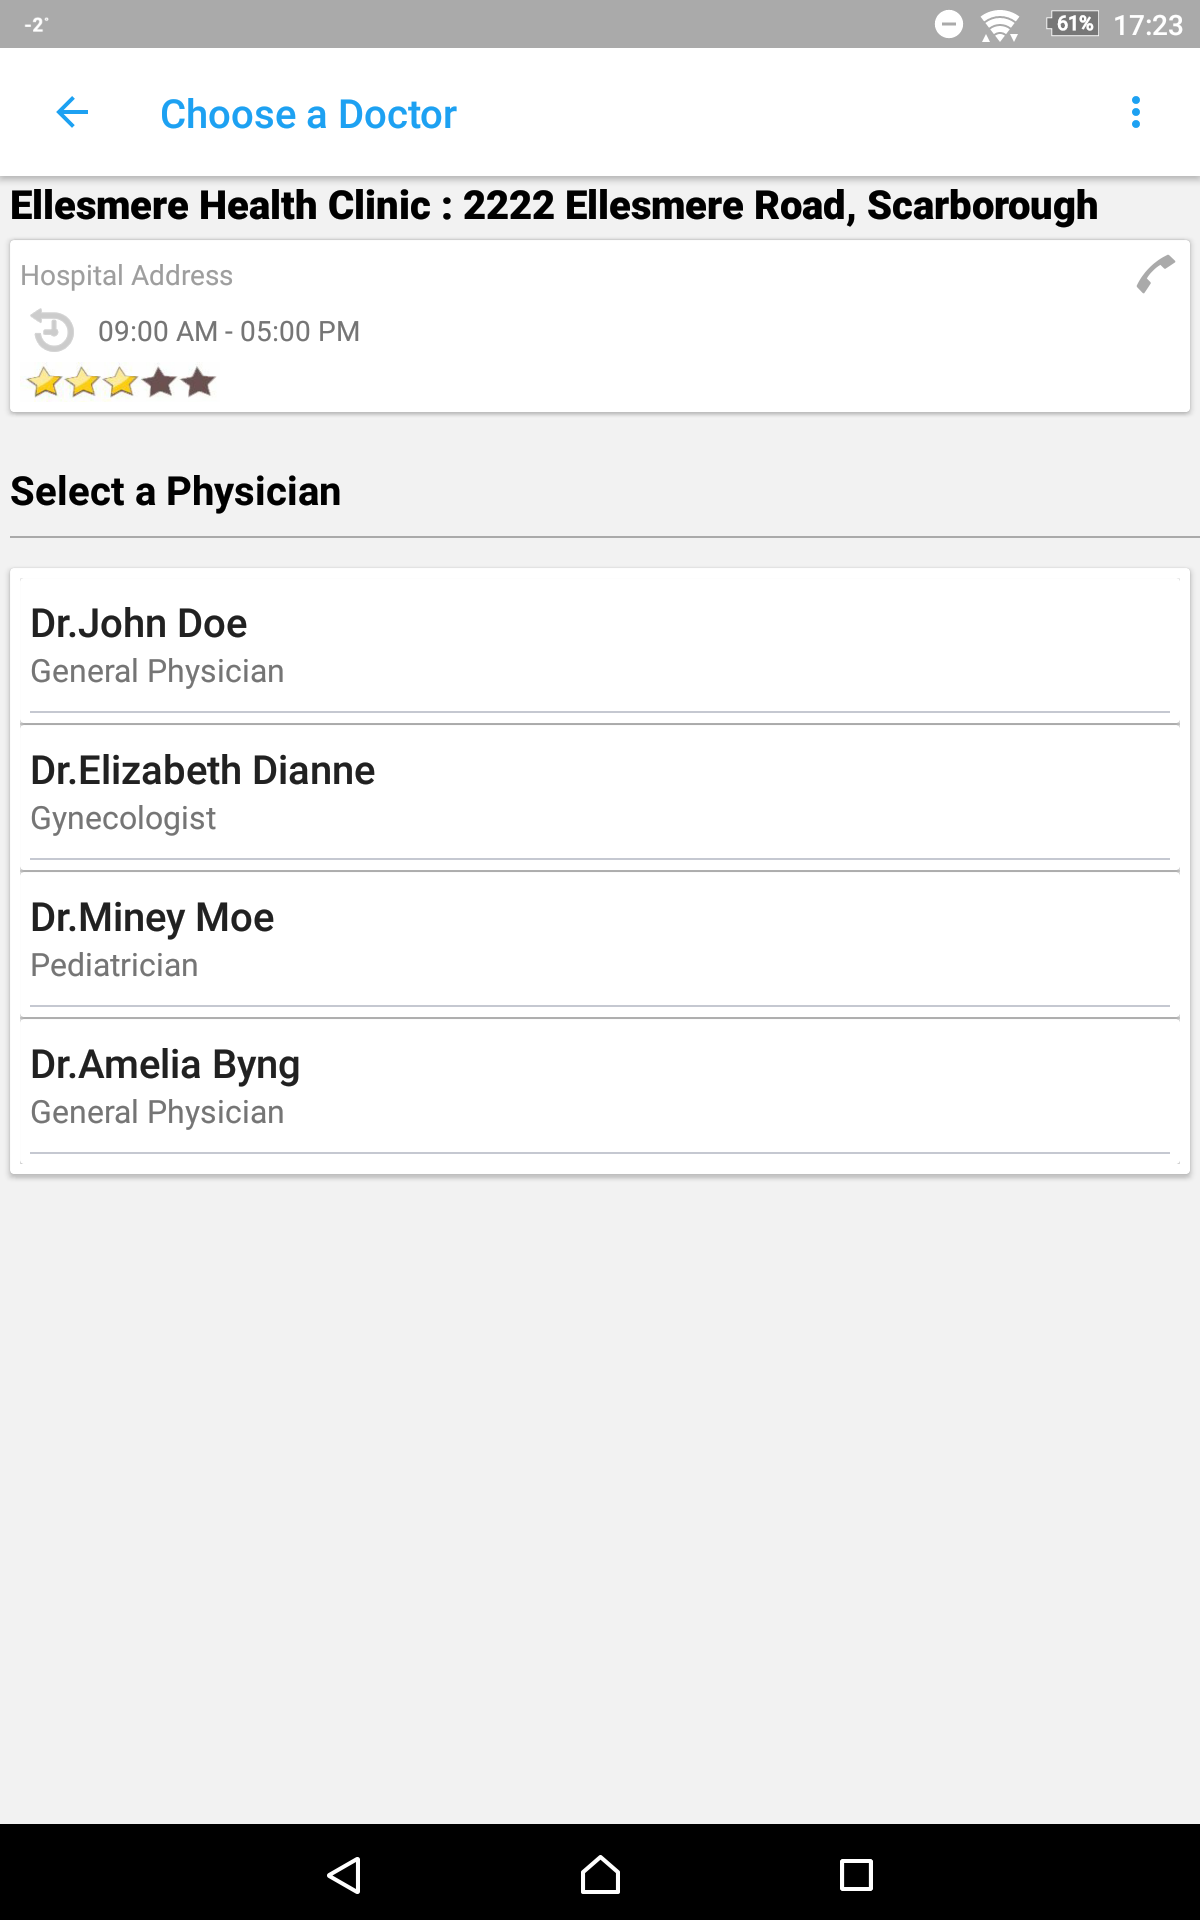 -2°
61% 17:23
Choose a Doctor
Ellesmere Health Clinic : 2222 Ellesmere Road, Scarborough
Hospital Address
09:00 AM - 05:00 PM
Select a Physician
Dr.John Doe
General Physician
Dr.Elizabeth Dianne
Gynecologist
Dr.Miney Moe
Pediatrician
Dr.Amelia Byng
General Physician